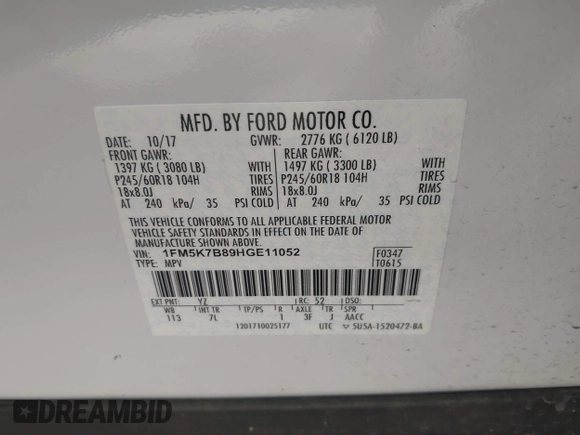 MFD. BY FORD MOTOR CO.
DATE: 10/17 GVWR: 2776 KG ( 6120 LB)
FRONT GAWR: REAR GAWR:
1397 KG ( 3080 LB) WITH 1497 KG ( 3300 LB) WITH
P245/60R18 104H TIRES P245/60R18 104H TIRES
18x8.0J RIMS 18x8.0J RIMS
AT 240 kPa/ 35 PSI COLD AT 240 kPa/ 35 PSI COLD
THIS VEHICLE CONFORMS TO ALL APPLICABLE FEDERAL MOTOR
VEHICLE SAFETY STANDARDS IN EFFECT ON THE DATE OF
MANUFACTURE SHOWN ABOVE.
VIN: 1FM5K7B89HGE11052 F0347
TYPE: MPV T0615
EXT PNT: YZ RC: 52 DSO:
WB INT TR TP/PS R AXLE TR SPR
113 7L 1 3F J AACC
1201710025177 UTC 5U5A-1520472-BA
DREAMBID